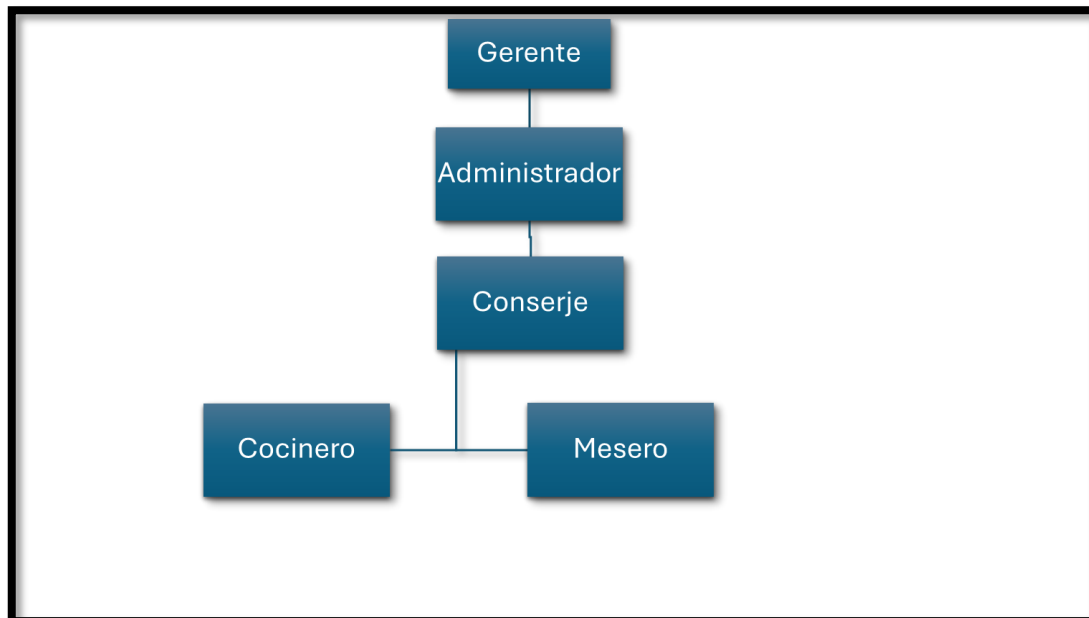 Gerente
Administrador
Conserje
Cocinero
Mesero